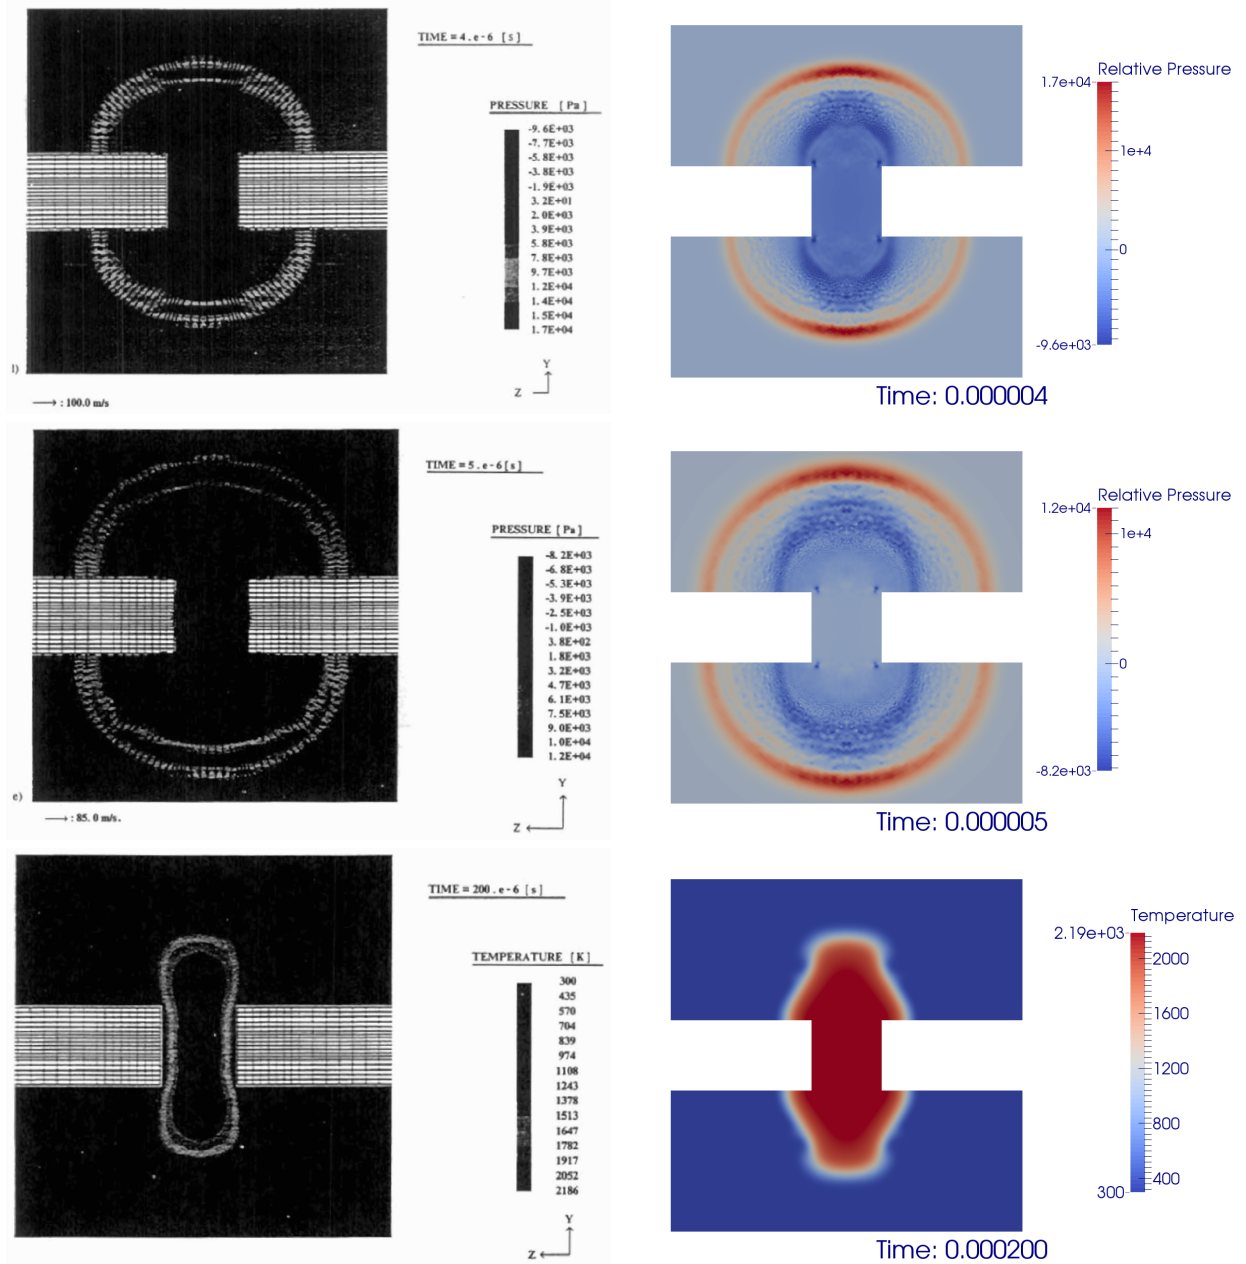 TIME = 4.e-6 [s]
PRESSURE [Pa]
-9.6E+03
-7.7E+03
-5.8E+03
-3.8E+03
-1.9E+03
3.2E+01
2.0E+03
3.9E+03
5.8E+03
7.8E+03
9.7E+03
1.2E+04
1.4E+04
1.5E+04
1.7E+04
Y
Z
: 100.0 m/s
Relative Pressure
1.7e+04
1e+4
0
-9.6e+03
Time: 0.000004
TIME = 5.e-6 [s]
PRESSURE [Pa]
-8.2E+03
-6.8E+03
-5.3E+03
-3.9E+03
-2.5E+03
-1.0E+03
3.8E+02
1.8E+03
3.2E+03
4.7E+03
6.1E+03
7.5E+03
9.0E+03
1.0E+04
1.2E+04
Y
Z
e)
: 85.0 m/s.
Relative Pressure
1.2e+04
1e+4
0
-8.2e+03
Time: 0.000005
TIME = 200.e-6 [s]
TEMPERATURE [K]
300
435
570
704
839
974
1108
1243
1378
1513
1647
1782
1917
2052
2186
Y
Z
Temperature
2.19e+03
2000
1600
1200
800
400
300
Time: 0.000200